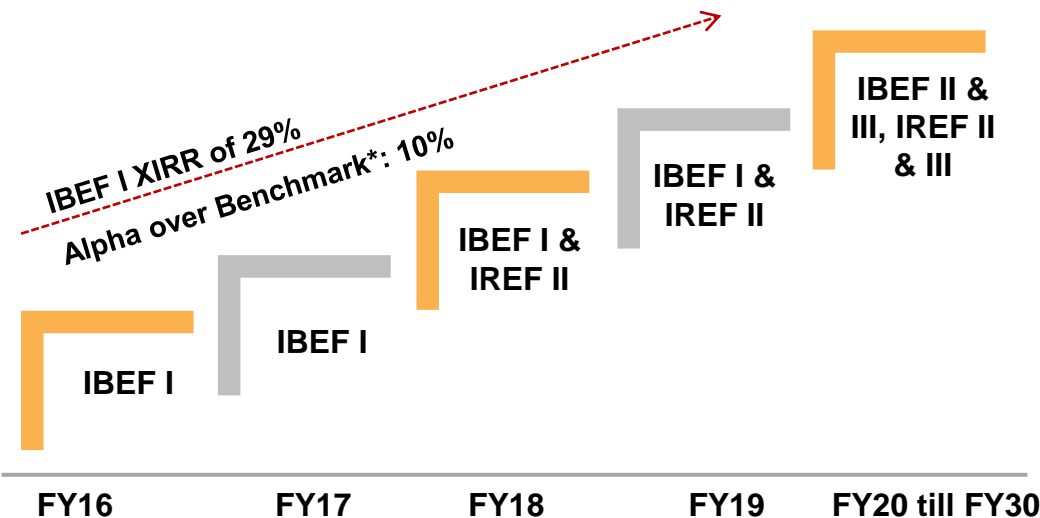 IBEF I XIRR of 29%
Alpha over Benchmark*: 10%
IBEF I
IBEF I
IBEF I &
IREF II
IBEF I &
IREF II
IBEF II &
III, IREF II
& III
FY16
FY17
FY18
FY19
FY20 till FY30